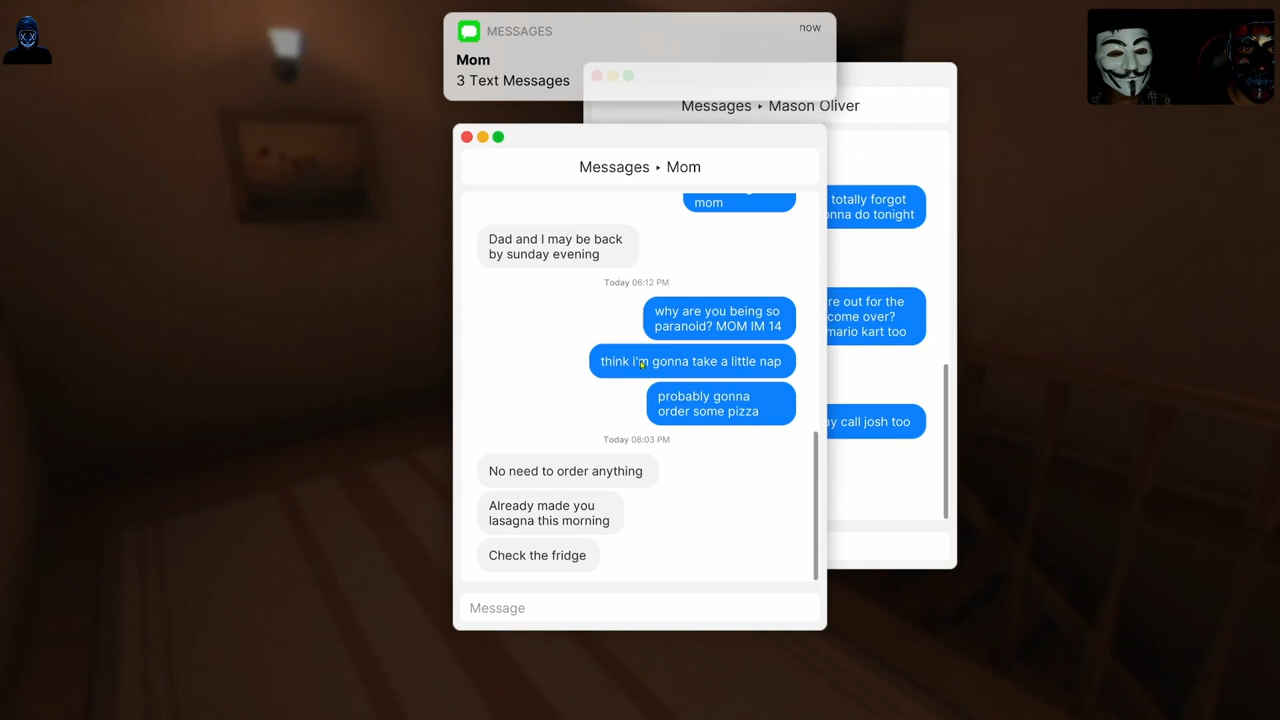 MESSAGES
now
Mom
3 Text Messages
Messages ‣ Mason Oliver
totally forgot
nna do tonight
re out for the
come over?
mario kart too
ay call josh too
Messages ‣ Mom
mom
Dad and I may be back
by sunday evening
Today 06:12 PM
why are you being so
paranoid? MOM IM 14
think i'm gonna take a little nap
probably gonna
order some pizza
Today 08:03 PM
No need to order anything
Already made you
lasagna this morning
Check the fridge
Message